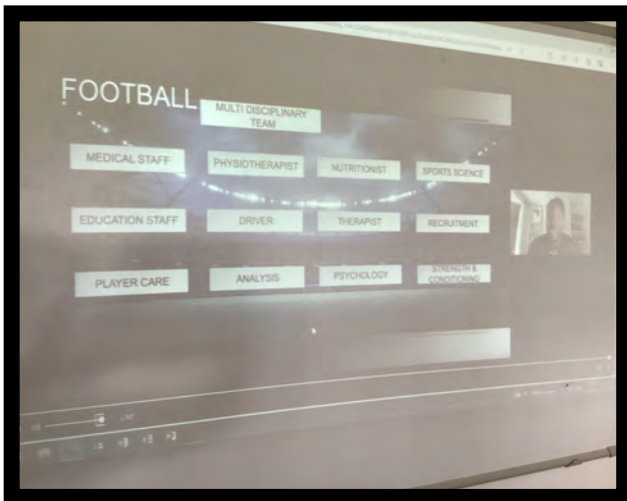 FOOTBALL
MULTI DISCIPLINARY
TEAM
MEDICAL STAFF
PHYSIOTHERAPIST
NUTRITIONIST
SPORTS SCIENCE
EDUCATION STAFF
DRIVER
THERAPIST
RECRUITMENT
PLAYER CARE
ANALYSIS
PSYCHOLOGY
STRENGTH &
CONDITIONING